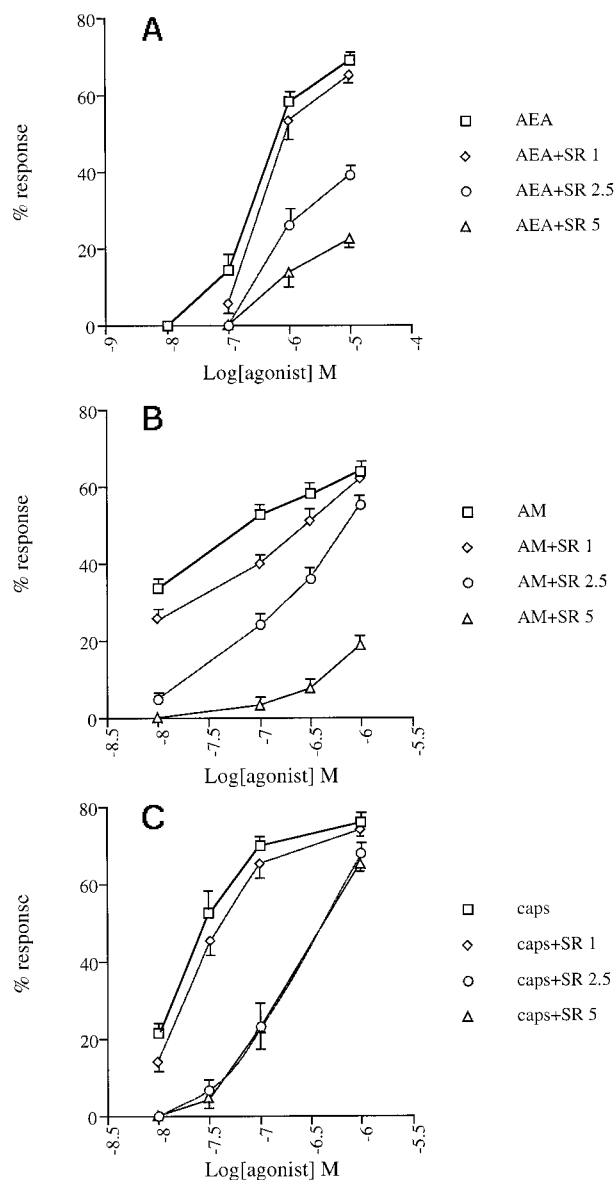 A
80
60
40
20
0
% response
-9
-8
-7
-6
-5
-4
Log[agonist] M
AEA
AEA+SR 1
AEA+SR 2.5
AEA+SR 5
B
80
60
40
20
0
% response
-8.5
-8
-7.5
-7
-6.5
-6
-5.5
Log[agonist] M
AM
AM+SR 1
AM+SR 2.5
AM+SR 5
C
80
60
40
20
0
% response
-8.5
-8
-7.5
-7
-6.5
-6
-5.5
Log[agonist] M
caps
caps+SR 1
caps+SR 2.5
caps+SR 5